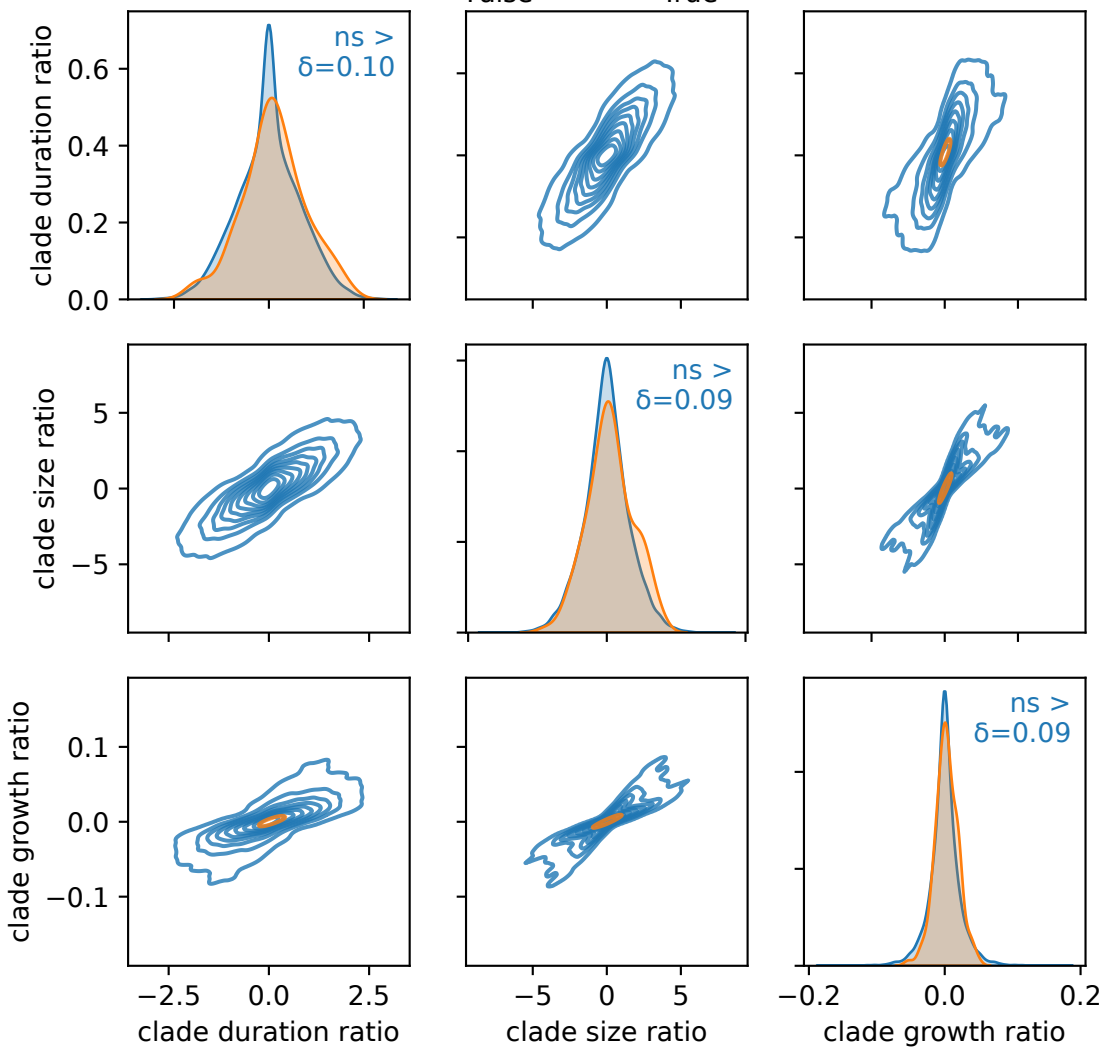 clade duration ratio
0.6
0.4
0.2
0.0
ns >
δ=0.10
clade size ratio
5
0
−5
ns >
δ=0.09
clade growth ratio
0.1
0.0
−0.1
ns >
δ=0.09
−2.5 0.0 2.5
−5 0 5
−0.2 0.0 0.2
clade duration ratio
clade size ratio
clade growth ratio